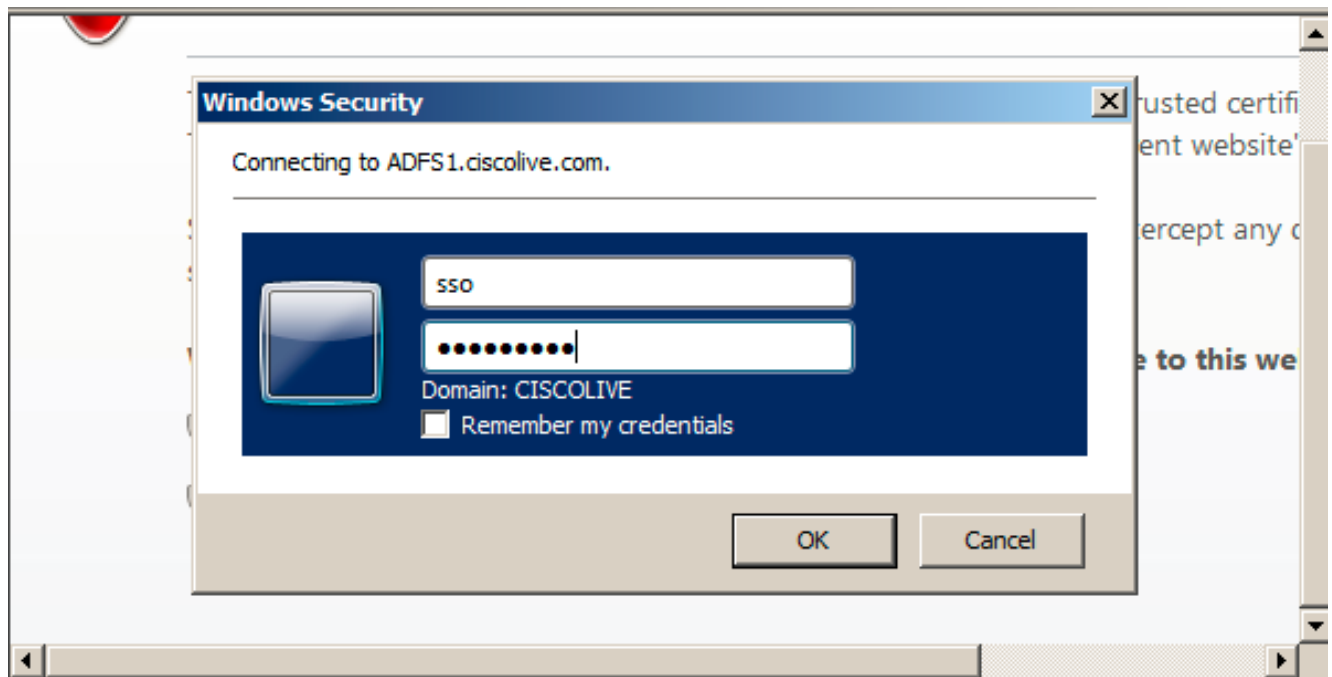 Windows Security
Connecting to ADFS1.ciscolive.com.
sso
●●●●●●●●●
Domain: CISCOLIVE
Remember my credentials
OK Cancel
rusted certifi
ent website'
ercept any
e to this we